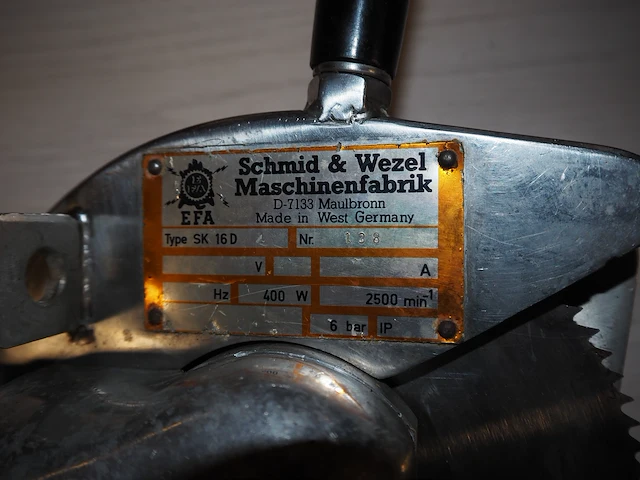 Schmid & Wezel
Maschinenfabrik
D-7133 Maulbronn
Made in West Germany
EFA
Type SK 16 D Nr. 138
V A
Hz 400 W 2500 min-1
6 bar IP